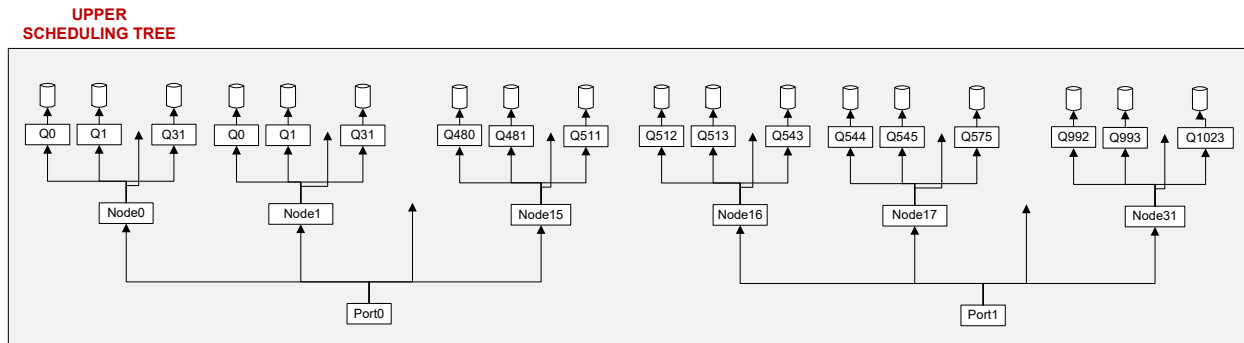 UPPER
SCHEDULING TREE
Q0 Q1 Q31 Q0 Q1 Q31 Q480 Q481 Q511 Q512 Q513 Q543 Q544 Q545 Q575 Q992 Q993 Q1023
Node0 Node1 Node15 Node16 Node17 Node31
Port0 Port1